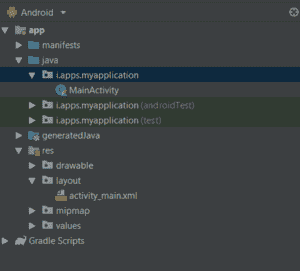 Android
app
manifests
java
i.apps.myapplication
MainActivity
i.apps.myapplication (androidTest)
i.apps.myapplication (test)
generatedJava
res
drawable
layout
activity_main.xml
mipmap
values
Gradle Scripts